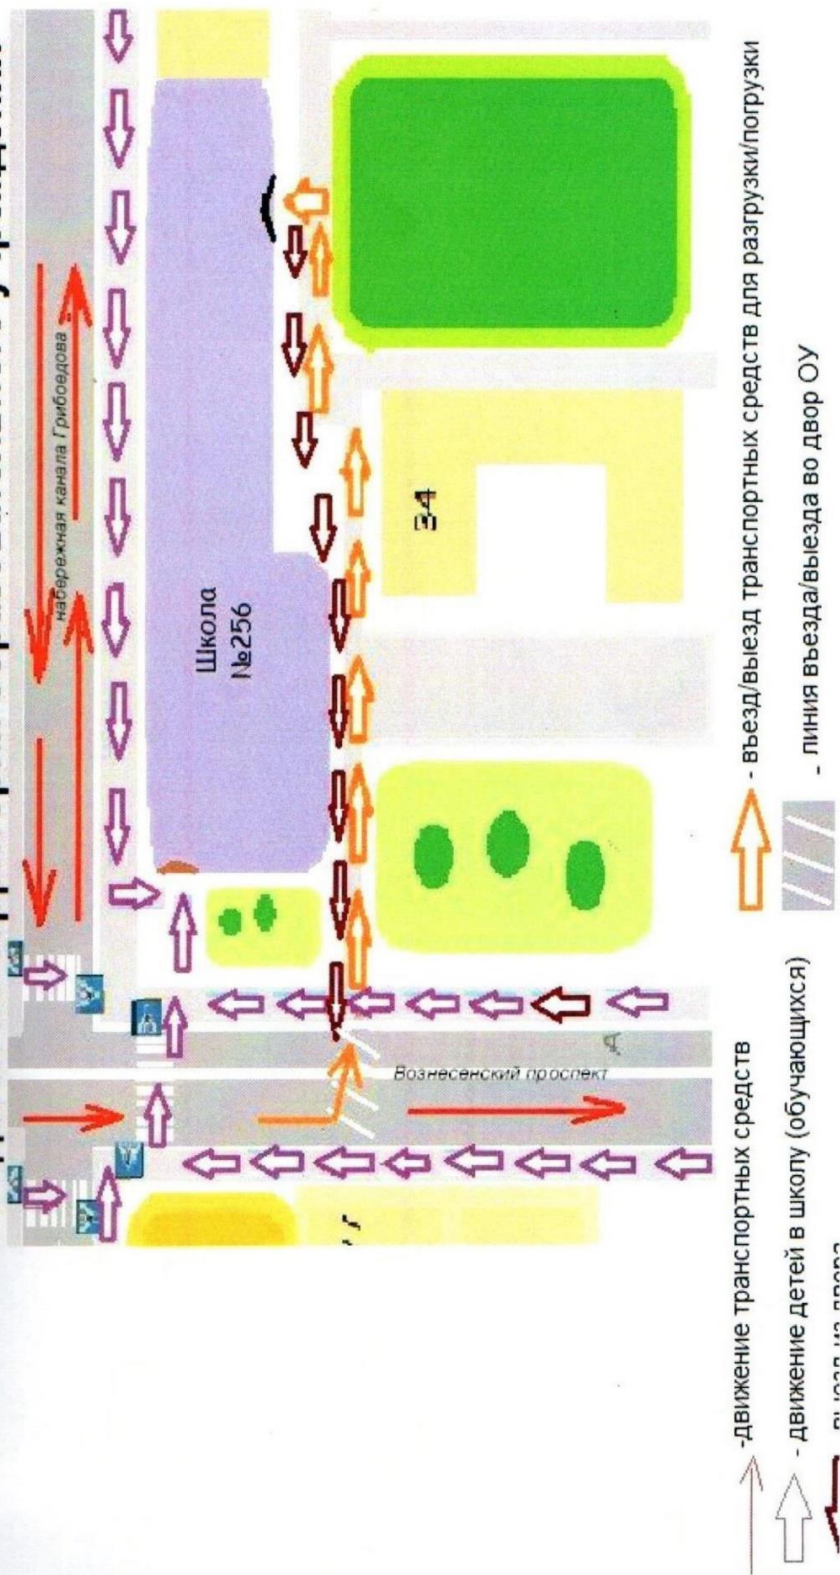 набережная канала Грибоедова
Школа
№256
34
Вознесенский проспект
-движение транспортных средств
- движение детей в школу (обучающихся)
- въезд/выезд транспортных средств для разгрузки/погрузки
- линия въезда/выезда во двор ОУ